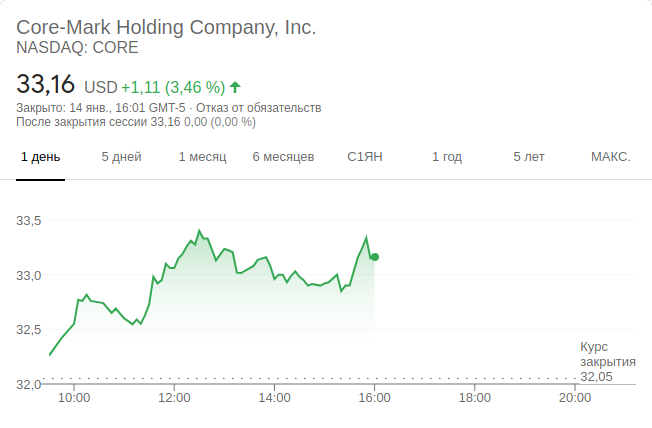 Core-Mark Holding Company, Inc.
NASDAQ: CORE
33,16 USD +1,11 (3,46 %)
Закрыто: 14 янв., 16:01 GMT-5 · Отказ от обязательств
После закрытия сессии 33,16 0,00 (0,00 %)
1 день 5 дней 1 месяц 6 месяцев С1ЯН 1 год 5 лет МАКС.
33,5
33,0
32,5
Курс
закрытия
32,05
32,0
10:00 12:00 14:00 16:00 18:00 20:00